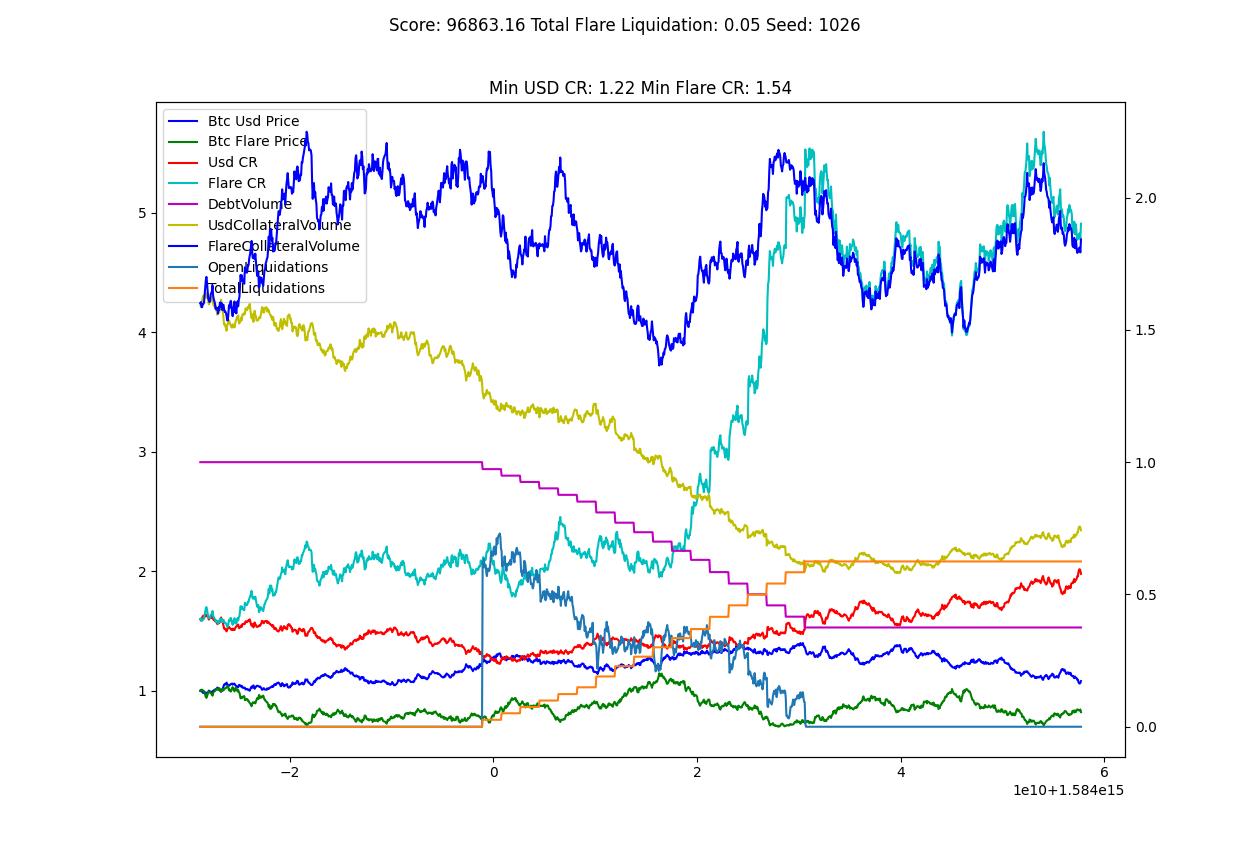 Score: 96863.16 Total Flare Liquidation: 0.05 Seed: 1026
Min USD CR: 1.22 Min Flare CR: 1.54
Btc Usd Price
Btc Flare Price
Usd CR
Flare CR
DebtVolume
UsdCollateralVolume
FlareCollateralVolume
OpenLiquidations
TotalLiquidations
5
4
3
2
1
2.0
1.5
1.0
0.5
0.0
−2
0
2
4
6
1e10+1.584e15